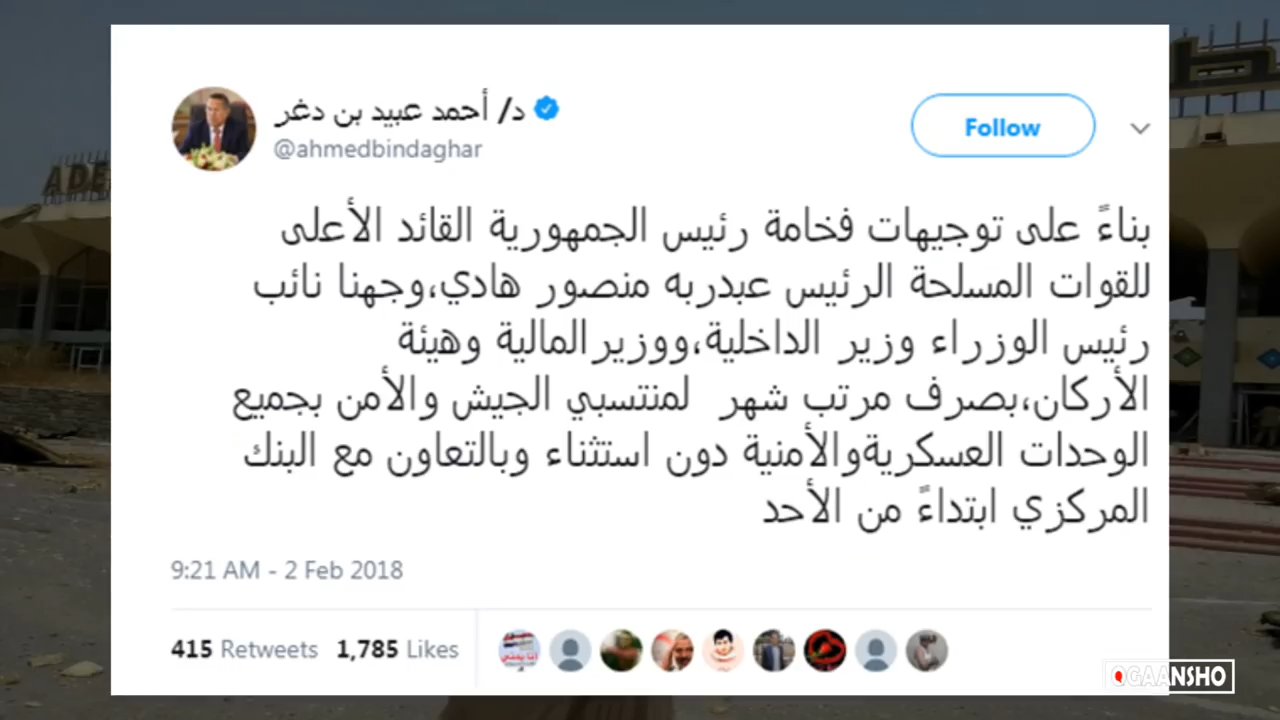 د/ أحمد عبيد بن دغر
@ahmedbindaghar
Follow
بناءً على توجيهات فخامة رئيس الجمهورية القائد الأعلى
للقوات المسلحة الرئيس عبدربه منصور هادي،وجهنا نائب
رئيس الوزراء وزير الداخلية،ووزيرالمالية وهيئة
الأركان،بصرف مرتب شهر لمنتسبي الجيش والأمن بجميع
الوحدات العسكريةوالأمنية دون استثناء وبالتعاون مع البنك
المركزي ابتداءً من الأحد
9:21 AM - 2 Feb 2018
415 Retweets 1,785 Likes
ADE
QGAANSHO